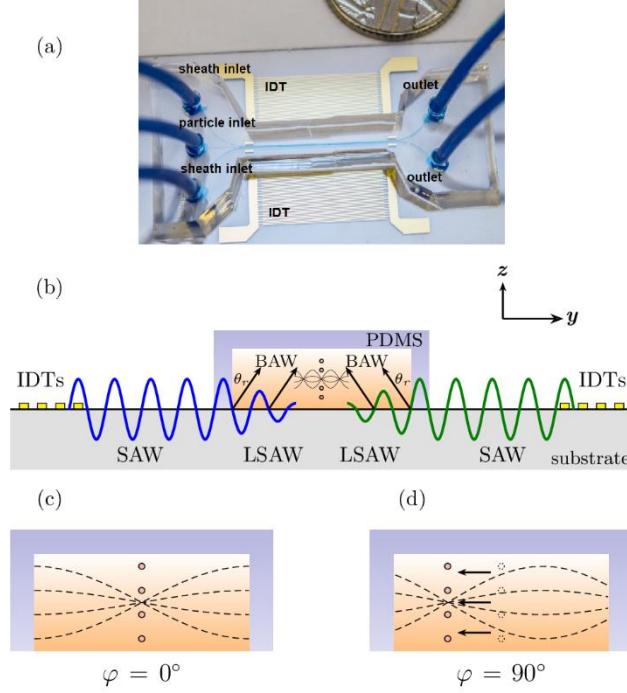 (a)
sheath inlet
IDT
outlet
particle inlet
sheath inlet
IDT
outlet
(b)
z
y
PDMS
IDTs
BAW
BAW
IDTs
θr
θr
SAW
LSAW
LSAW
SAW
substrate
(c)
(d)
φ = 0°
φ = 90°